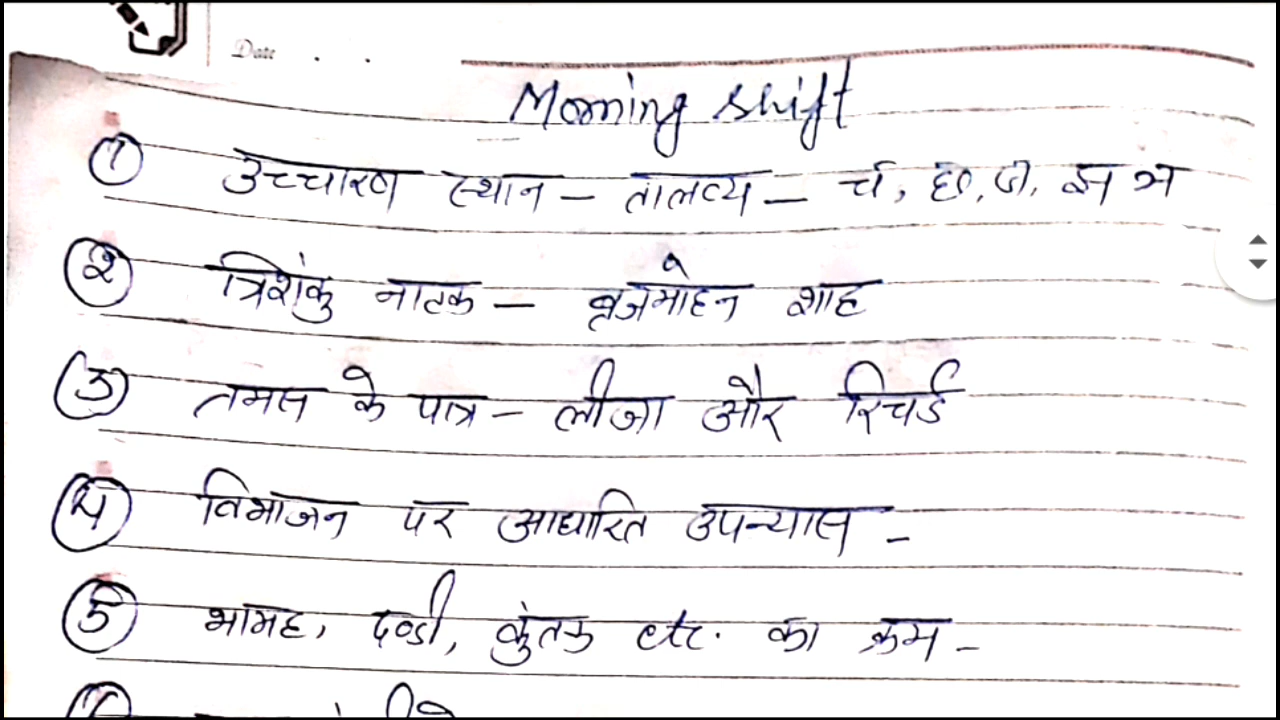 Date . .
Morning shift
1 उच्चारण स्थान – तालव्य – च, छ, ज, झ ञ
2 त्रिशंकु नाटक – बृजमोहन शाह
3 तमस के पात्र – लीजा और रिचर्ड
4 विभाजन पर आधारित उपन्यास –
5 भामह, दण्डी, कुंतक etc. का क्रम –